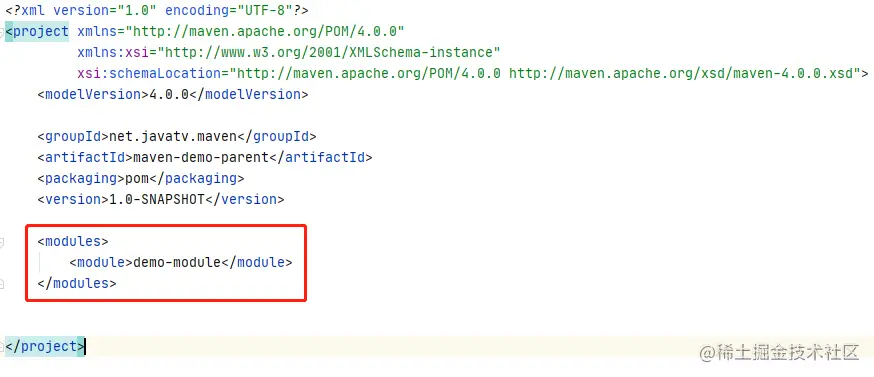 <?xml version="1.0" encoding="UTF-8"?>
<project xmlns="http://maven.apache.org/POM/4.0.0"
         xmlns:xsi="http://www.w3.org/2001/XMLSchema-instance"
         xsi:schemaLocation="http://maven.apache.org/POM/4.0.0 http://maven.apache.org/xsd/maven-4.0.0.xsd">
    <modelVersion>4.0.0</modelVersion>
    <groupId>net.javatv.maven</groupId>
    <artifactId>maven-demo-parent</artifactId>
    <packaging>pom</packaging>
    <version>1.0-SNAPSHOT</version>
    <modules>
        <module>demo-module</module>
    </modules>
</project>
@稀土掘金技术社区